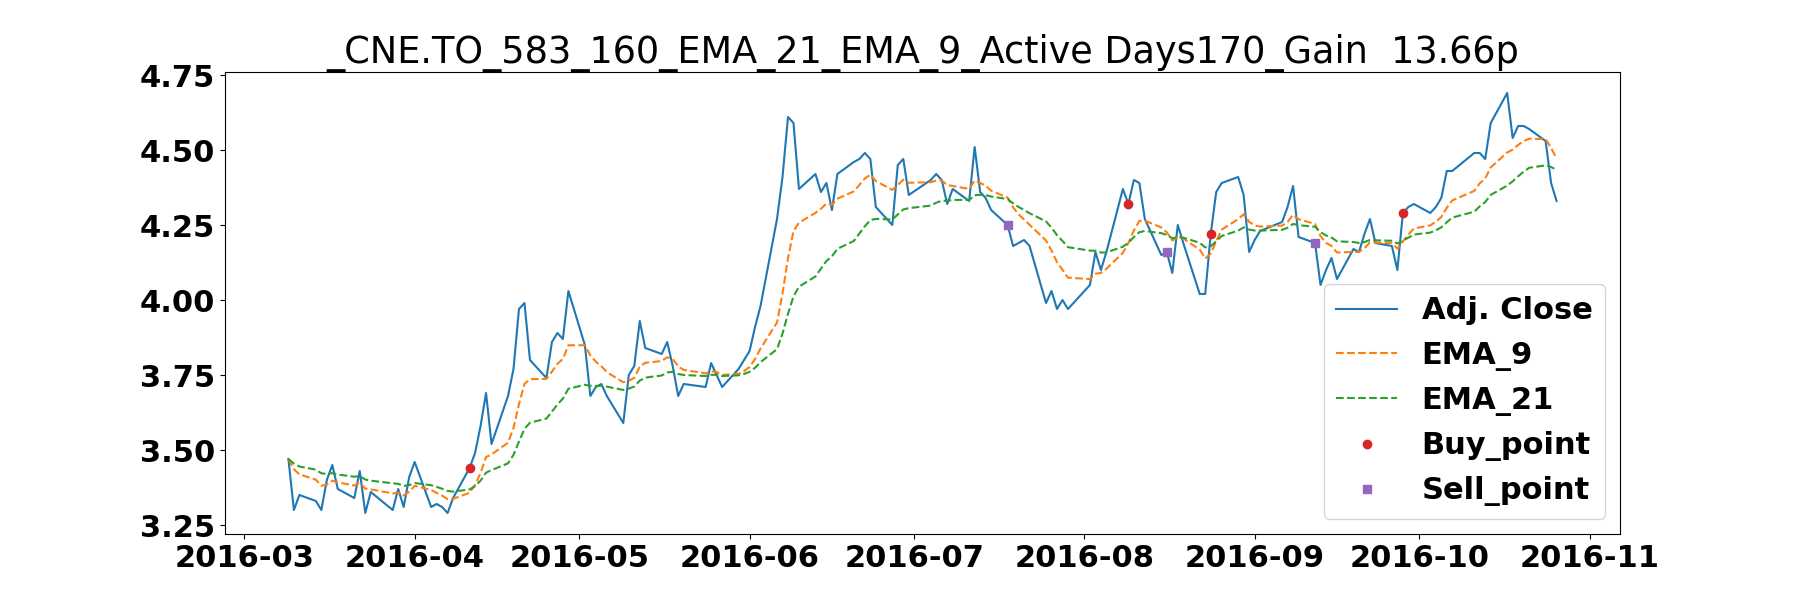 _CNE.TO_583_160_EMA_21_EMA_9_Active Days170_Gain  13.66p
4.75
4.50
4.25
4.00
3.75
3.50
3.25
2016-03 2016-04 2016-05 2016-06 2016-07 2016-08 2016-09 2016-10 2016-11
Adj. Close
EMA_9
EMA_21
Buy_point
Sell_point